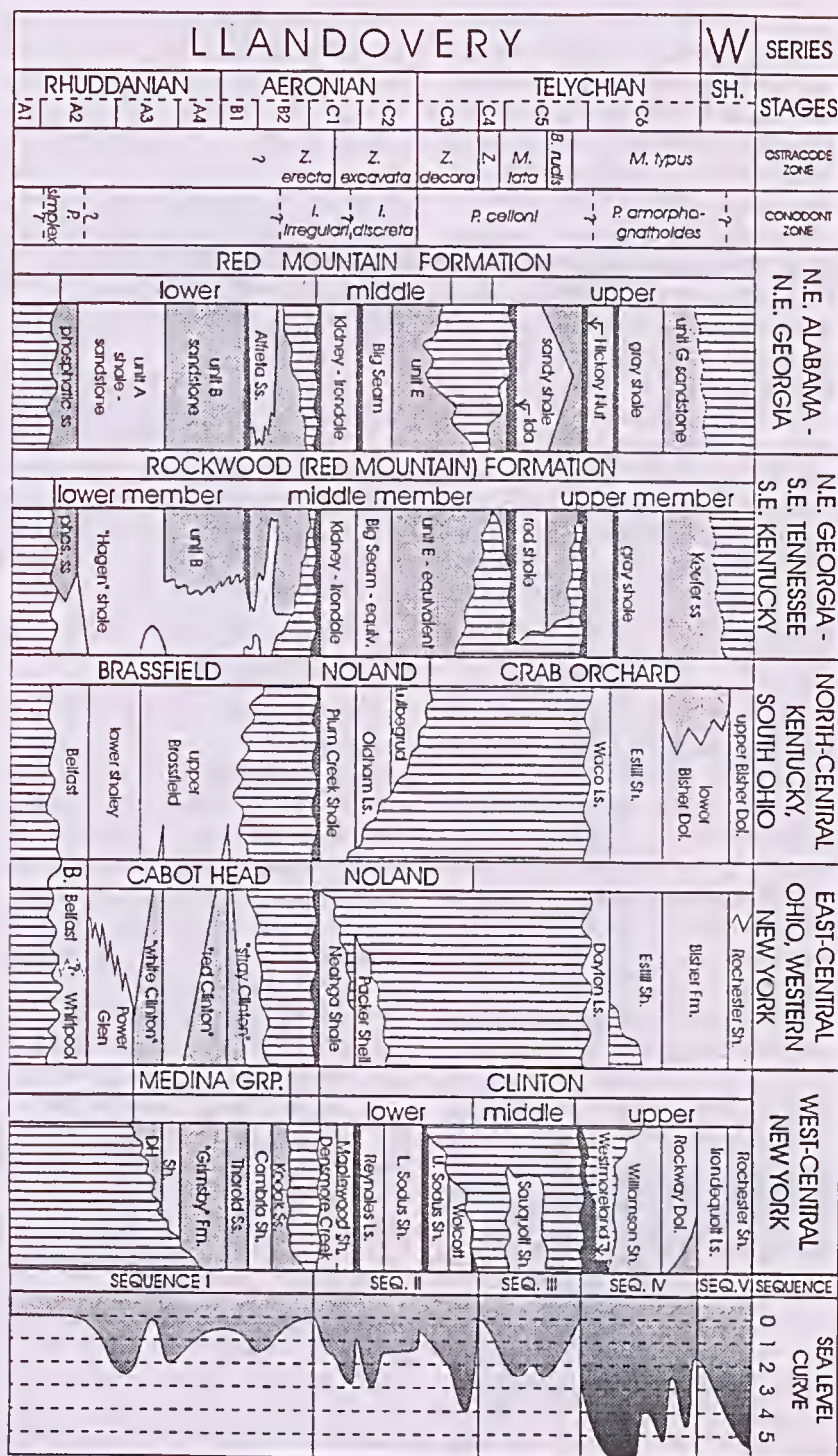 SERIES
W
LLANDOVERY
STAGES
SH.
TELYCHIAN
AERONIAN
RHUDDANIAN
C6
C5
C4
C3
C2
C1
B2
B1
A4
A3
A2
A1
OSTRACODE
ZONE
M. typus
B. rudis
M.
lata
Z
Z.
decora
Z.
excavata
Z.
erecta
?
CONODONT
ZONE
?
P. amorpho-
gnathoides
?
P. celloni
I.
discreta
?
I.
irregularis
?
?
P.
simplex
?
N.E. ALABAMA -
N.E. GEORGIA
RED MOUNTAIN FORMATION
upper
middle
lower
unit G sandstone
gray shale
Hickory Nut
sandy shale
Ida
unit E
Big Seam
Kidney - Irondale
Alfreta Ss.
unit B
sandstone
unit A
shale -
sandstone
phosphatic ss
N.E. GEORGIA -
S.E. TENNESSEE
S.E. KENTUCKY
ROCKWOOD (RED MOUNTAIN) FORMATION
upper member
middle member
lower member
Keefer ss
gray shale
red shale
unit E - equivalent
Big Seam - equiv.
Kidney - Irondale
unit B
"Hagen" shale
phos. ss
NORTH-CENTRAL
KENTUCKY,
SOUTH OHIO
CRAB ORCHARD
NOLAND
BRASSFIELD
upper Bisher Dol.
lower
Bisher Dol.
Estill Sh.
Waco Ls.
Lulbegrud
Oldham Ls.
Plum Creek Shale
upper
Brassfield
lower shaley
Belfast
EAST-CENTRAL
OHIO, WESTERN
NEW YORK
NOLAND
CABOT HEAD
B.
Rochester Sh.
Bisher Fm.
Estill Sh.
Dayton Ls.
Packer Shell
Neahga Shale
"stray Clinton"
"red Clinton"
"white Clinton"
Power
Glen
Belfast -?- Whirlpool
WEST-CENTRAL
NEW YORK
CLINTON
MEDINA GRP.
upper
middle
lower
Rochester Sh.
Irondequoit Ls.
Rockway Dol.
Williamson Sh.
Westmoreland
Sauquoit Sh.
Wolcott
U. Sodus Sh.
L. Sodus Sh.
Reynales Ls.
Maplewood Sh.
Densmore Creek
Kodak Ss.
Cambria Sh.
Thorold Ss.
"Grimsby" Fm.
DH Sh.
SEQUENCE
SEQ. V
SEQ. IV
SEQ. III
SEQ. II
SEQUENCE I
SEA LEVEL
CURVE
0 1 2 3 4 5